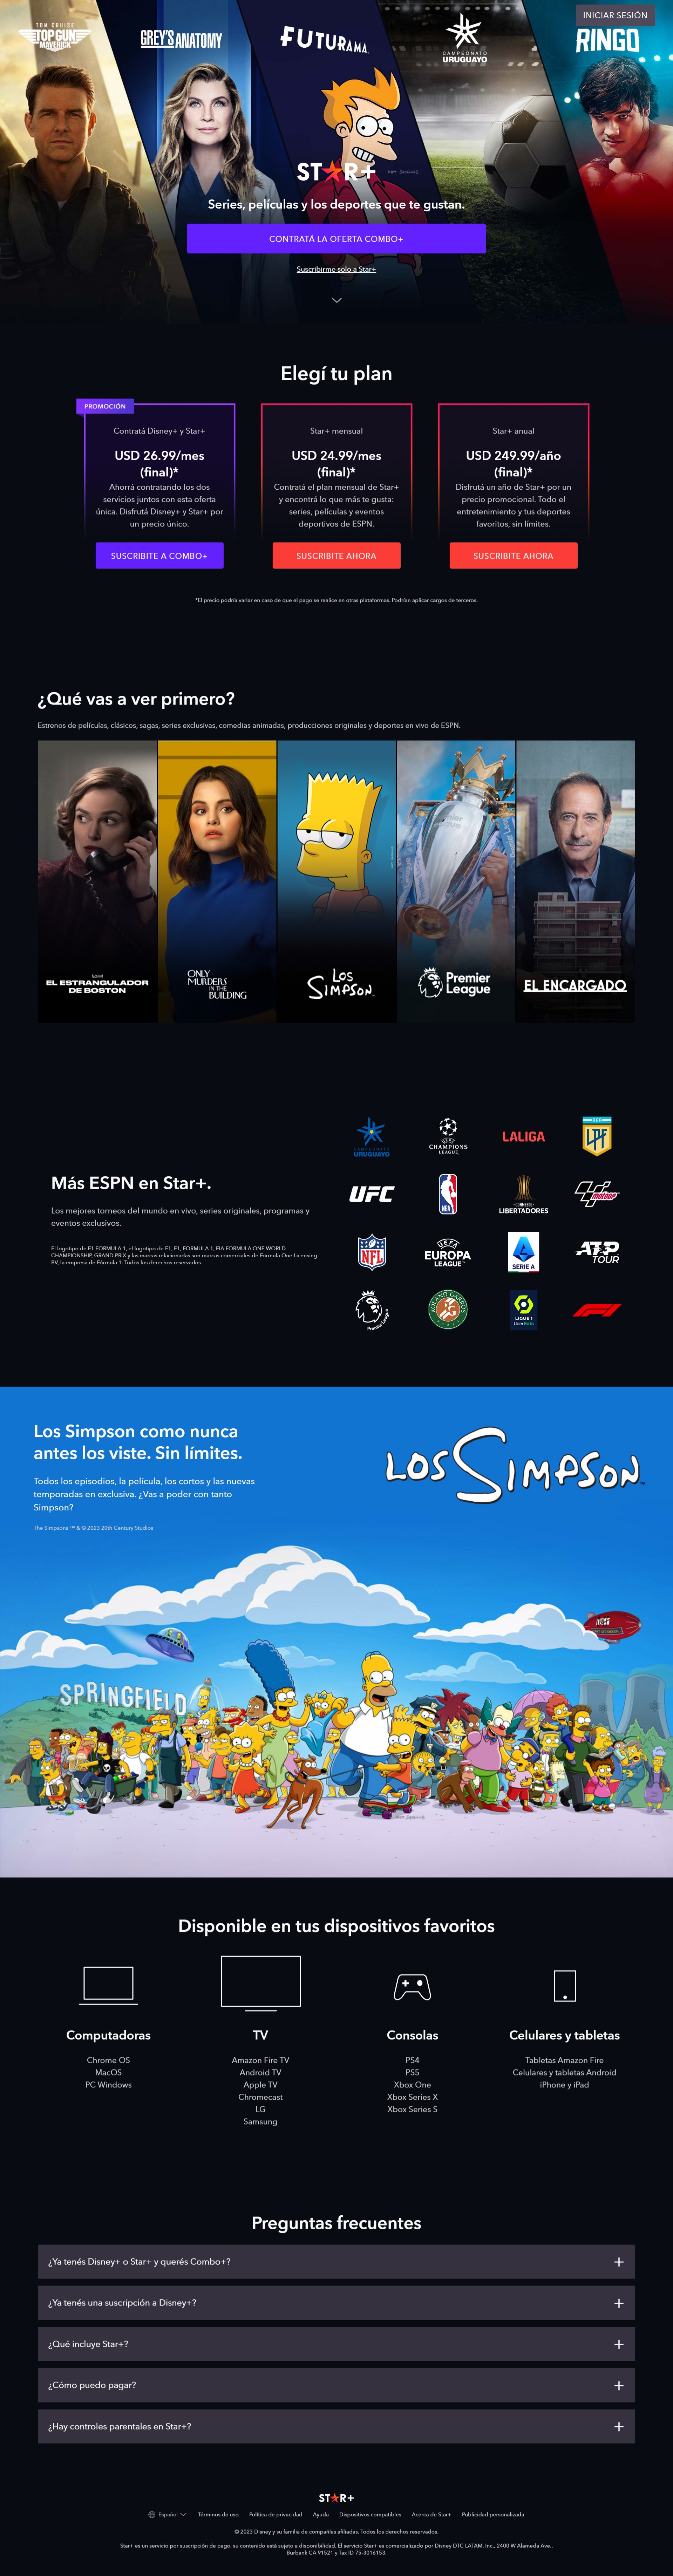 INICIAR SESIÓN
TOM CRUISE
TOP GUN
MAVERICK
GREY'S ANATOMY
FUTURAMA
CAMPEONATO
URUGUAYO
RINGO
STAR+
Series, películas y los deportes que te gustan.
CONTRATÁ LA OFERTA COMBO+
Suscribirme solo a Star+
Elegí tu plan
PROMOCIÓN
Contratá Disney+ y Star+
USD 26.99/mes
(final)*
Ahorrá contratando los dos
servicios juntos con esta oferta
única. Disfrutá Disney+ y Star+ por
un precio único.
SUSCRIBITE A COMBO+
Star+ mensual
USD 24.99/mes
(final)*
Contratá el plan mensual de Star+
y encontrá lo que más te gusta:
series, películas y eventos
deportivos de ESPN.
SUSCRIBITE AHORA
Star+ anual
USD 249.99/año
(final)*
Disfrutá un año de Star+ por un
precio promocional. Todo el
entretenimiento y tus deportes
favoritos, sin límites.
SUSCRIBITE AHORA
*El precio podría variar en caso de que el pago se realice en otras plataformas. Podrían aplicar cargos de terceros.
¿Qué vas a ver primero?
Estrenos de películas, clásicos, sagas, series exclusivas, comedias animadas, producciones originales y deportes en vivo de ESPN.
EL ESTRANGULADOR
DE BOSTON
ONLY
MURDERS
IN THE
BUILDING
LOS
SIMPSON
Premier
League
EL ENCARGADO
Más ESPN en Star+.
Los mejores torneos del mundo en vivo, series originales, programas y
eventos exclusivos.
El logotipo de F1 FORMULA 1, el logotipo de F1, F1, FORMULA 1, FIA FORMULA ONE WORLD
CHAMPIONSHIP, GRAND PRIX y las marcas relacionadas son marcas comerciales de Formula One Licensing
BV, la empresa de Fórmula 1. Todos los derechos reservados.
CAMPEONATO
URUGUAYO
UEFA
CHAMPIONS
LEAGUE
LALIGA
LPF
UFC
NBA
CONMEBOL
LIBERTADORES
MotoGP
NFL
UEFA
EUROPA
LEAGUE
SERIE A
ATP
TOUR
Premier League
ROLAND GARROS
PARIS
LIGUE 1
Uber Eats
F1
Los Simpson como nunca
antes los viste. Sin límites.
Todos los episodios, la película, los cortos y las nuevas
temporadas en exclusiva. ¿Vas a poder con tanto
Simpson?
The Simpsons ™ & © 2023 20th Century Studios
LOS SIMPSON
SPRINGFIELD
Disponible en tus dispositivos favoritos
Computadoras
Chrome OS
MacOS
PC Windows
TV
Amazon Fire TV
Android TV
Apple TV
Chromecast
LG
Samsung
Consolas
PS4
PS5
Xbox One
Xbox Series X
Xbox Series S
Celulares y tabletas
Tabletas Amazon Fire
Celulares y tabletas Android
iPhone y iPad
Preguntas frecuentes
¿Ya tenés Disney+ o Star+ y querés Combo+?
¿Ya tenés una suscripción a Disney+?
¿Qué incluye Star+?
¿Cómo puedo pagar?
¿Hay controles parentales en Star+?
STAR+
Español Términos de uso Política de privacidad Ayuda Dispositivos compatibles Acerca de Star+ Publicidad personalizada
© 2023 Disney y su familia de compañías afiliadas. Todos los derechos reservados.
Star+ es un servicio por suscripción de pago, su contenido está sujeto a disponibilidad. El servicio Star+ es comercializado por Disney DTC LATAM, Inc., 2400 W Alameda Ave.,
Burbank CA 91521 y Tax ID 75-3016153.